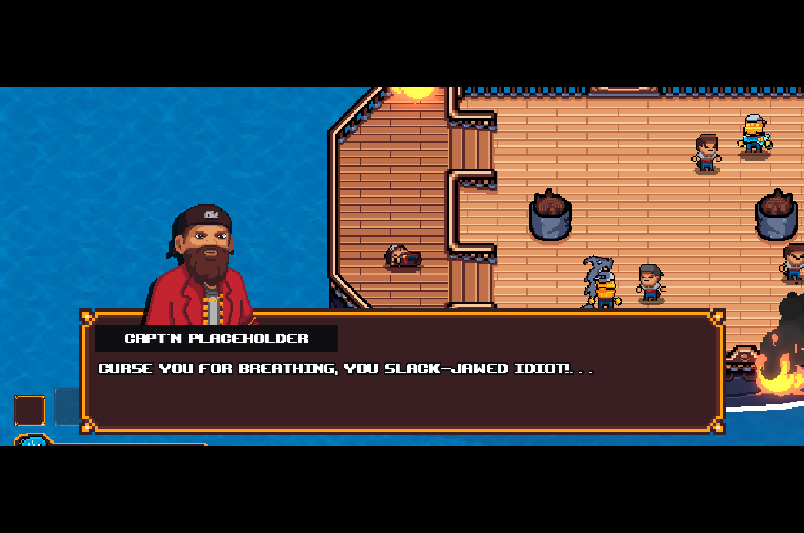 CAPT'N PLACEHOLDER
CURSE YOU FOR BREATHING, YOU SLACK-JAWED IDIOT!...